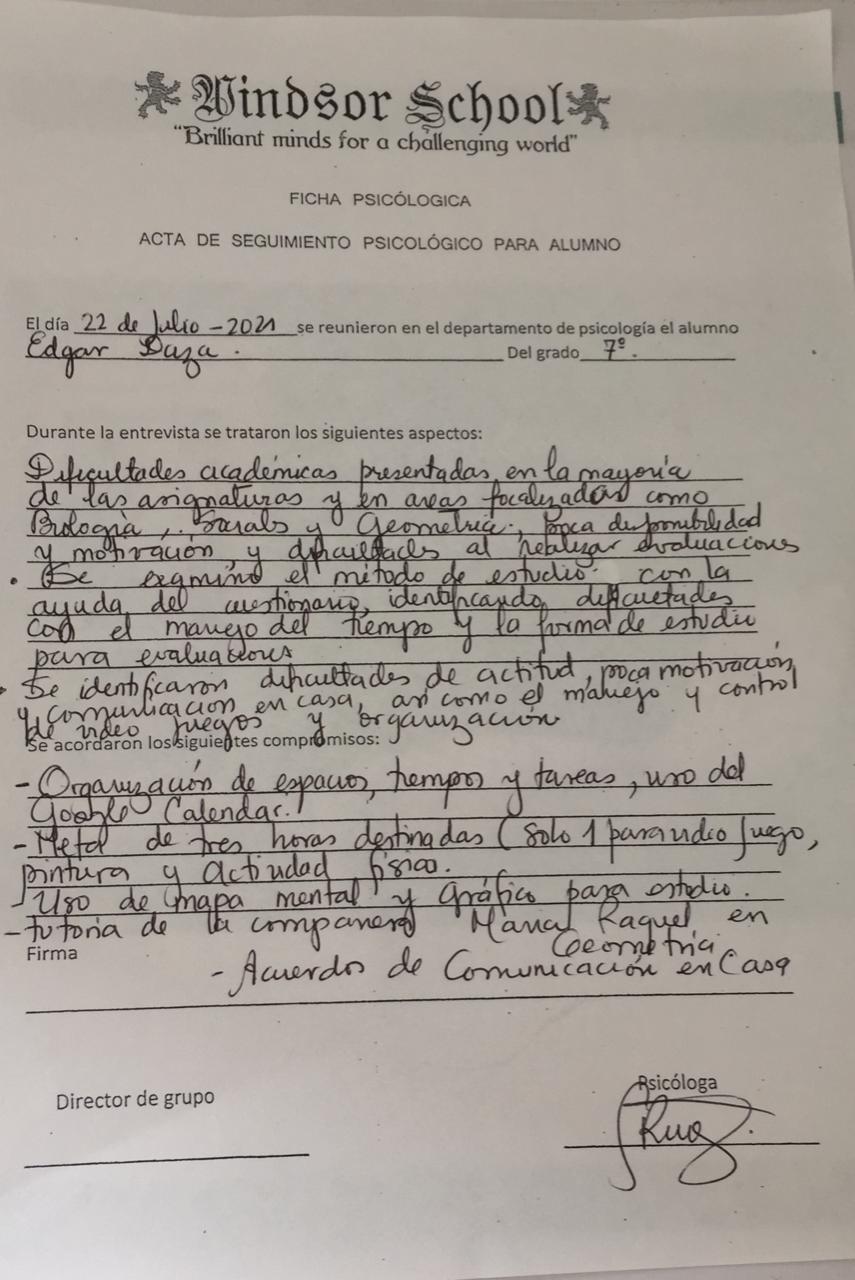 Windsor School
"Brilliant minds for a challenging world"
FICHA PSICÓLOGICA
ACTA DE SEGUIMIENTO PSICOLÓGICO PARA ALUMNO
El día 22 de Julio - 2021 se reunieron en el departamento de psicología el alumno
Edgar Daza. Del grado 7º.
Durante la entrevista se trataron los siguientes aspectos:
Dificultades académicas presentadas en la mayoría
de las asignaturas y en areas focalizadas como
Biología, Socials y Geometría, poca disponibilidad
y motivación y dificultades al realizar evaluaciones
• Se examinó el método de estudio con la
ayuda del cuestionario, identificando dificultades
con el manejo del tiempo y la forma de estudio
para evaluaciones
• Se identificaron dificultades de actitud, poca motivación
y comunicación en casa, así como el manejo y control
de video juegos y organización
Se acordaron los siguientes compromisos:
- Organización de espacios, tiempos y tareas, uso del
Google Calendar.
- de tres horas destinadas (Solo 1 para video juego,
pintura y actividad física.
- Uso de mapa mental y gráfico para estudio.
- tutoria de la compañera Maria Raquel en
Geometría
Firma
- Acuerdos de Comunicación en Casa
Director de grupo
Psicóloga